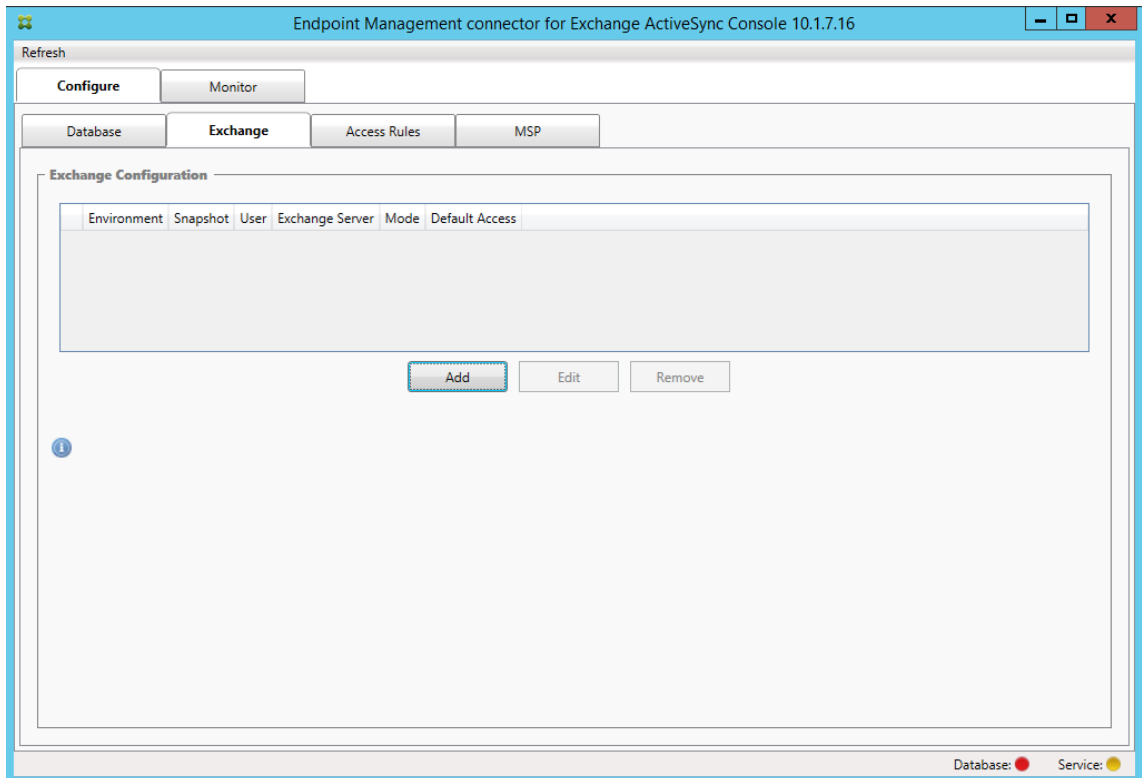 Endpoint Management connector for Exchange ActiveSync Console 10.1.7.16
Refresh
Configure Monitor
Database Exchange Access Rules MSP
Exchange Configuration
Environment Snapshot User Exchange Server Mode Default Access
Add Edit Remove
Database: Service: